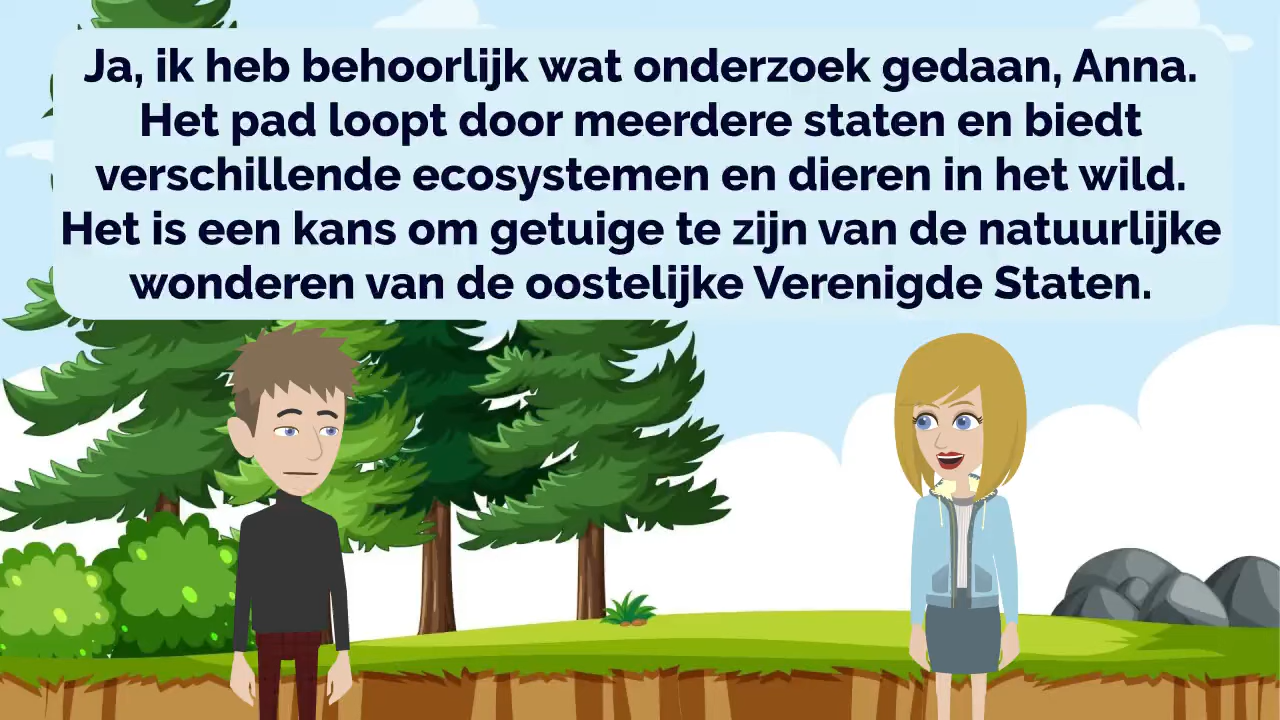 Ja, ik heb behoorlijk wat onderzoek gedaan, Anna.
Het pad loopt door meerdere staten en biedt
verschillende ecosystemen en dieren in het wild.
Het is een kans om getuige te zijn van de natuurlijke
wonderen van de oostelijke Verenigde Staten.